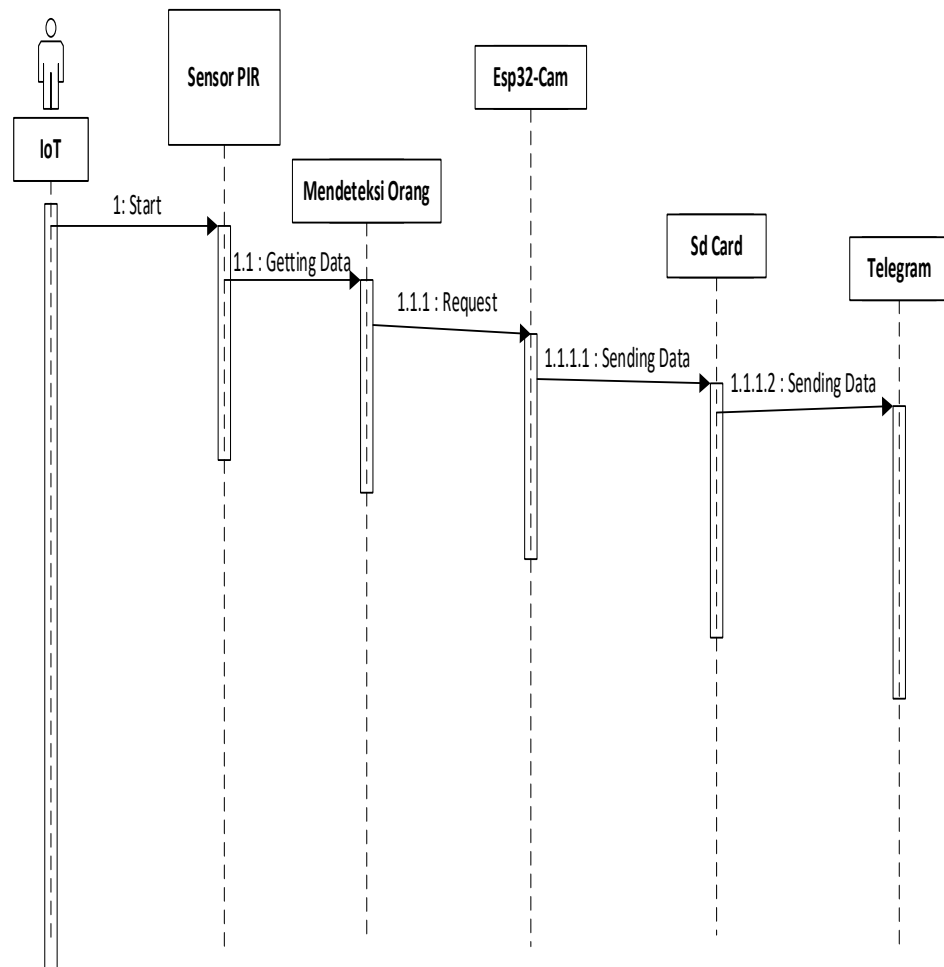 Sensor PIR
Esp32-Cam
IoT
Mendeteksi Orang
1: Start
Sd Card
Telegram
1.1 : Getting Data
1.1.1 : Request
1.1.1.1 : Sending Data
1.1.1.2 : Sending Data